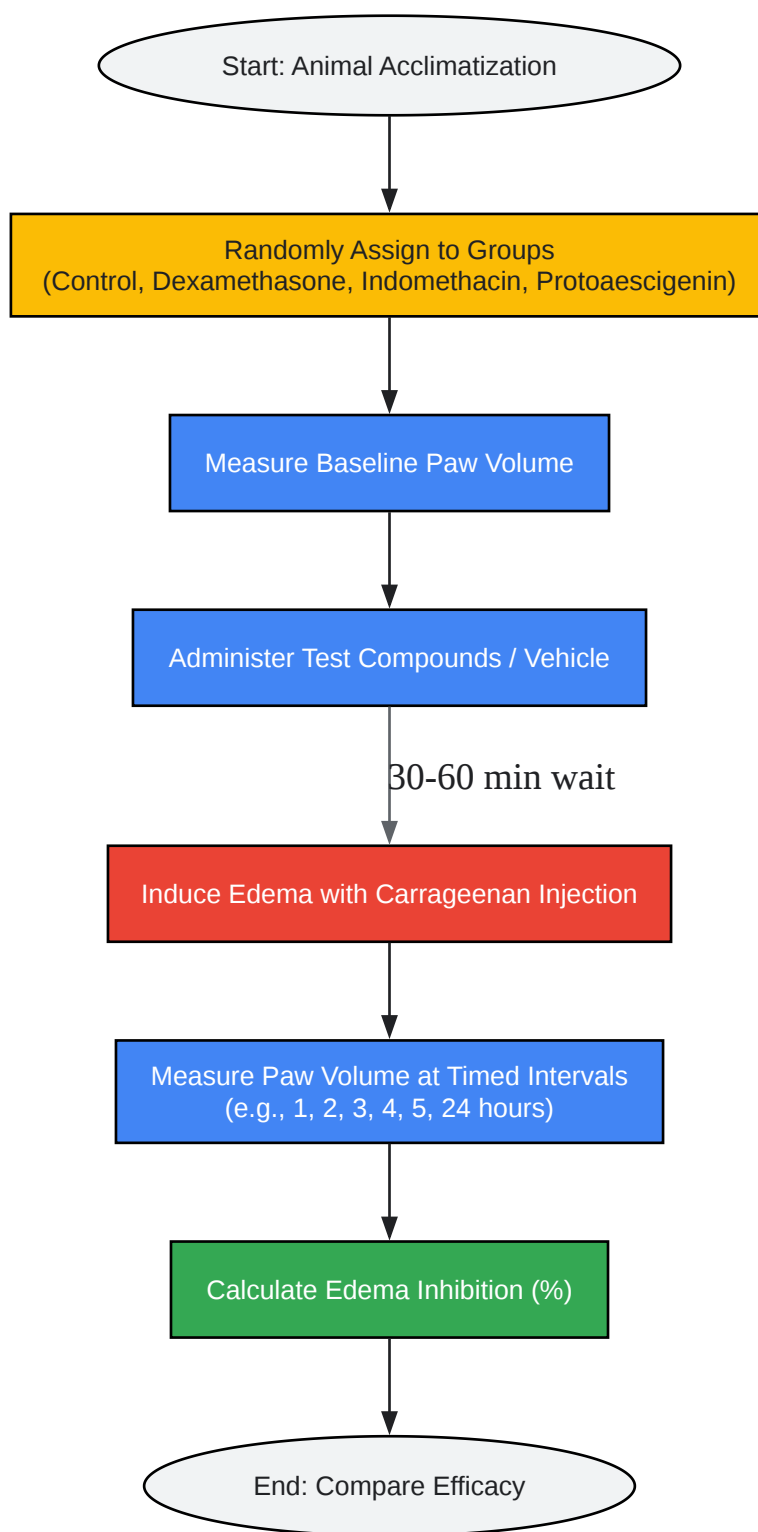 Start: Animal Acclimatization
Randomly Assign to Groups
(Control, Dexamethasone, Indomethacin, Protoaescigenin)
Measure Baseline Paw Volume
Administer Test Compounds / Vehicle
30-60 min wait
Induce Edema with Carrageenan Injection
Measure Paw Volume at Timed Intervals
(e.g., 1, 2, 3, 4, 5, 24 hours)
Calculate Edema Inhibition (%)
End: Compare Efficacy